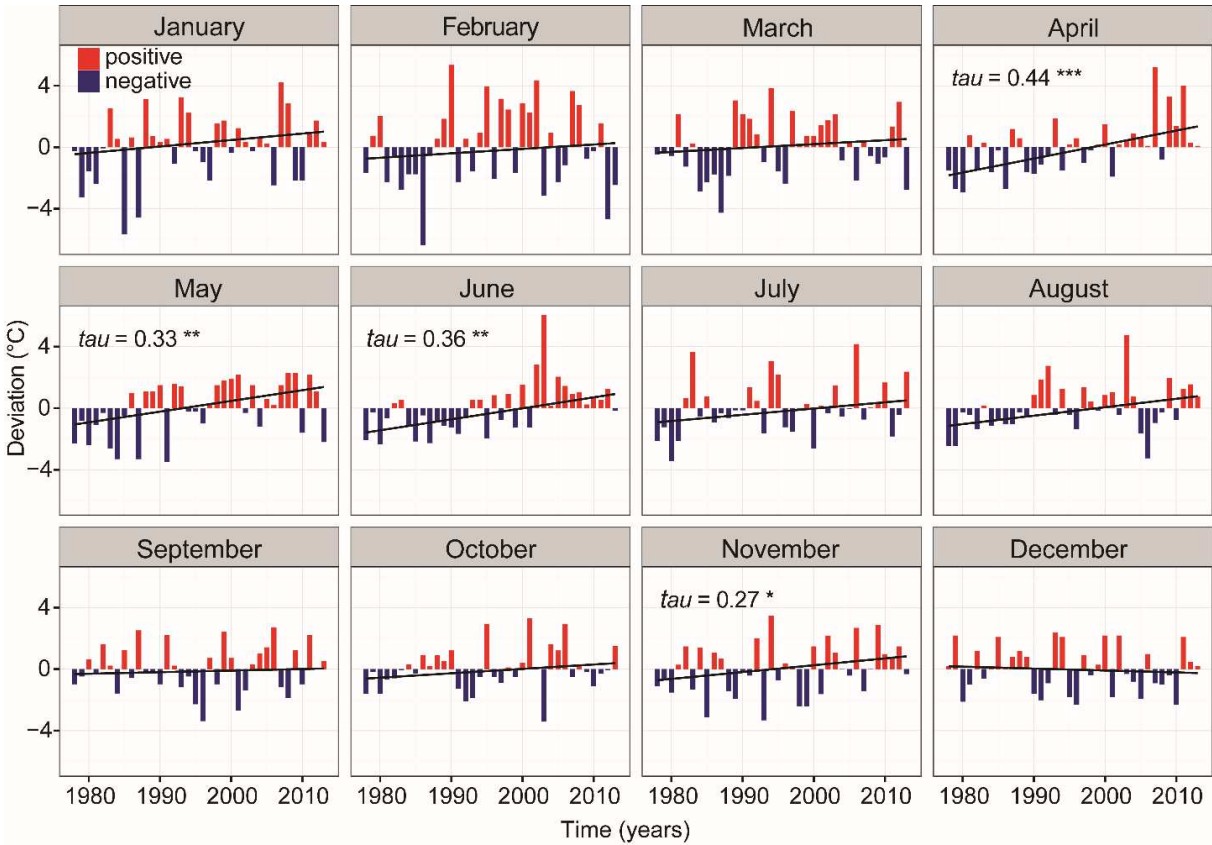 January
February
March
April
positive
negative
tau = 0.44 ***
4
0
−4
May
June
July
August
tau = 0.33 **
tau = 0.36 **
4
0
−4
Deviation (°C)
September
October
November
December
tau = 0.27 *
4
0
−4
1980 1990 2000 2010
1980 1990 2000 2010
1980 1990 2000 2010
1980 1990 2000 2010
Time (years)